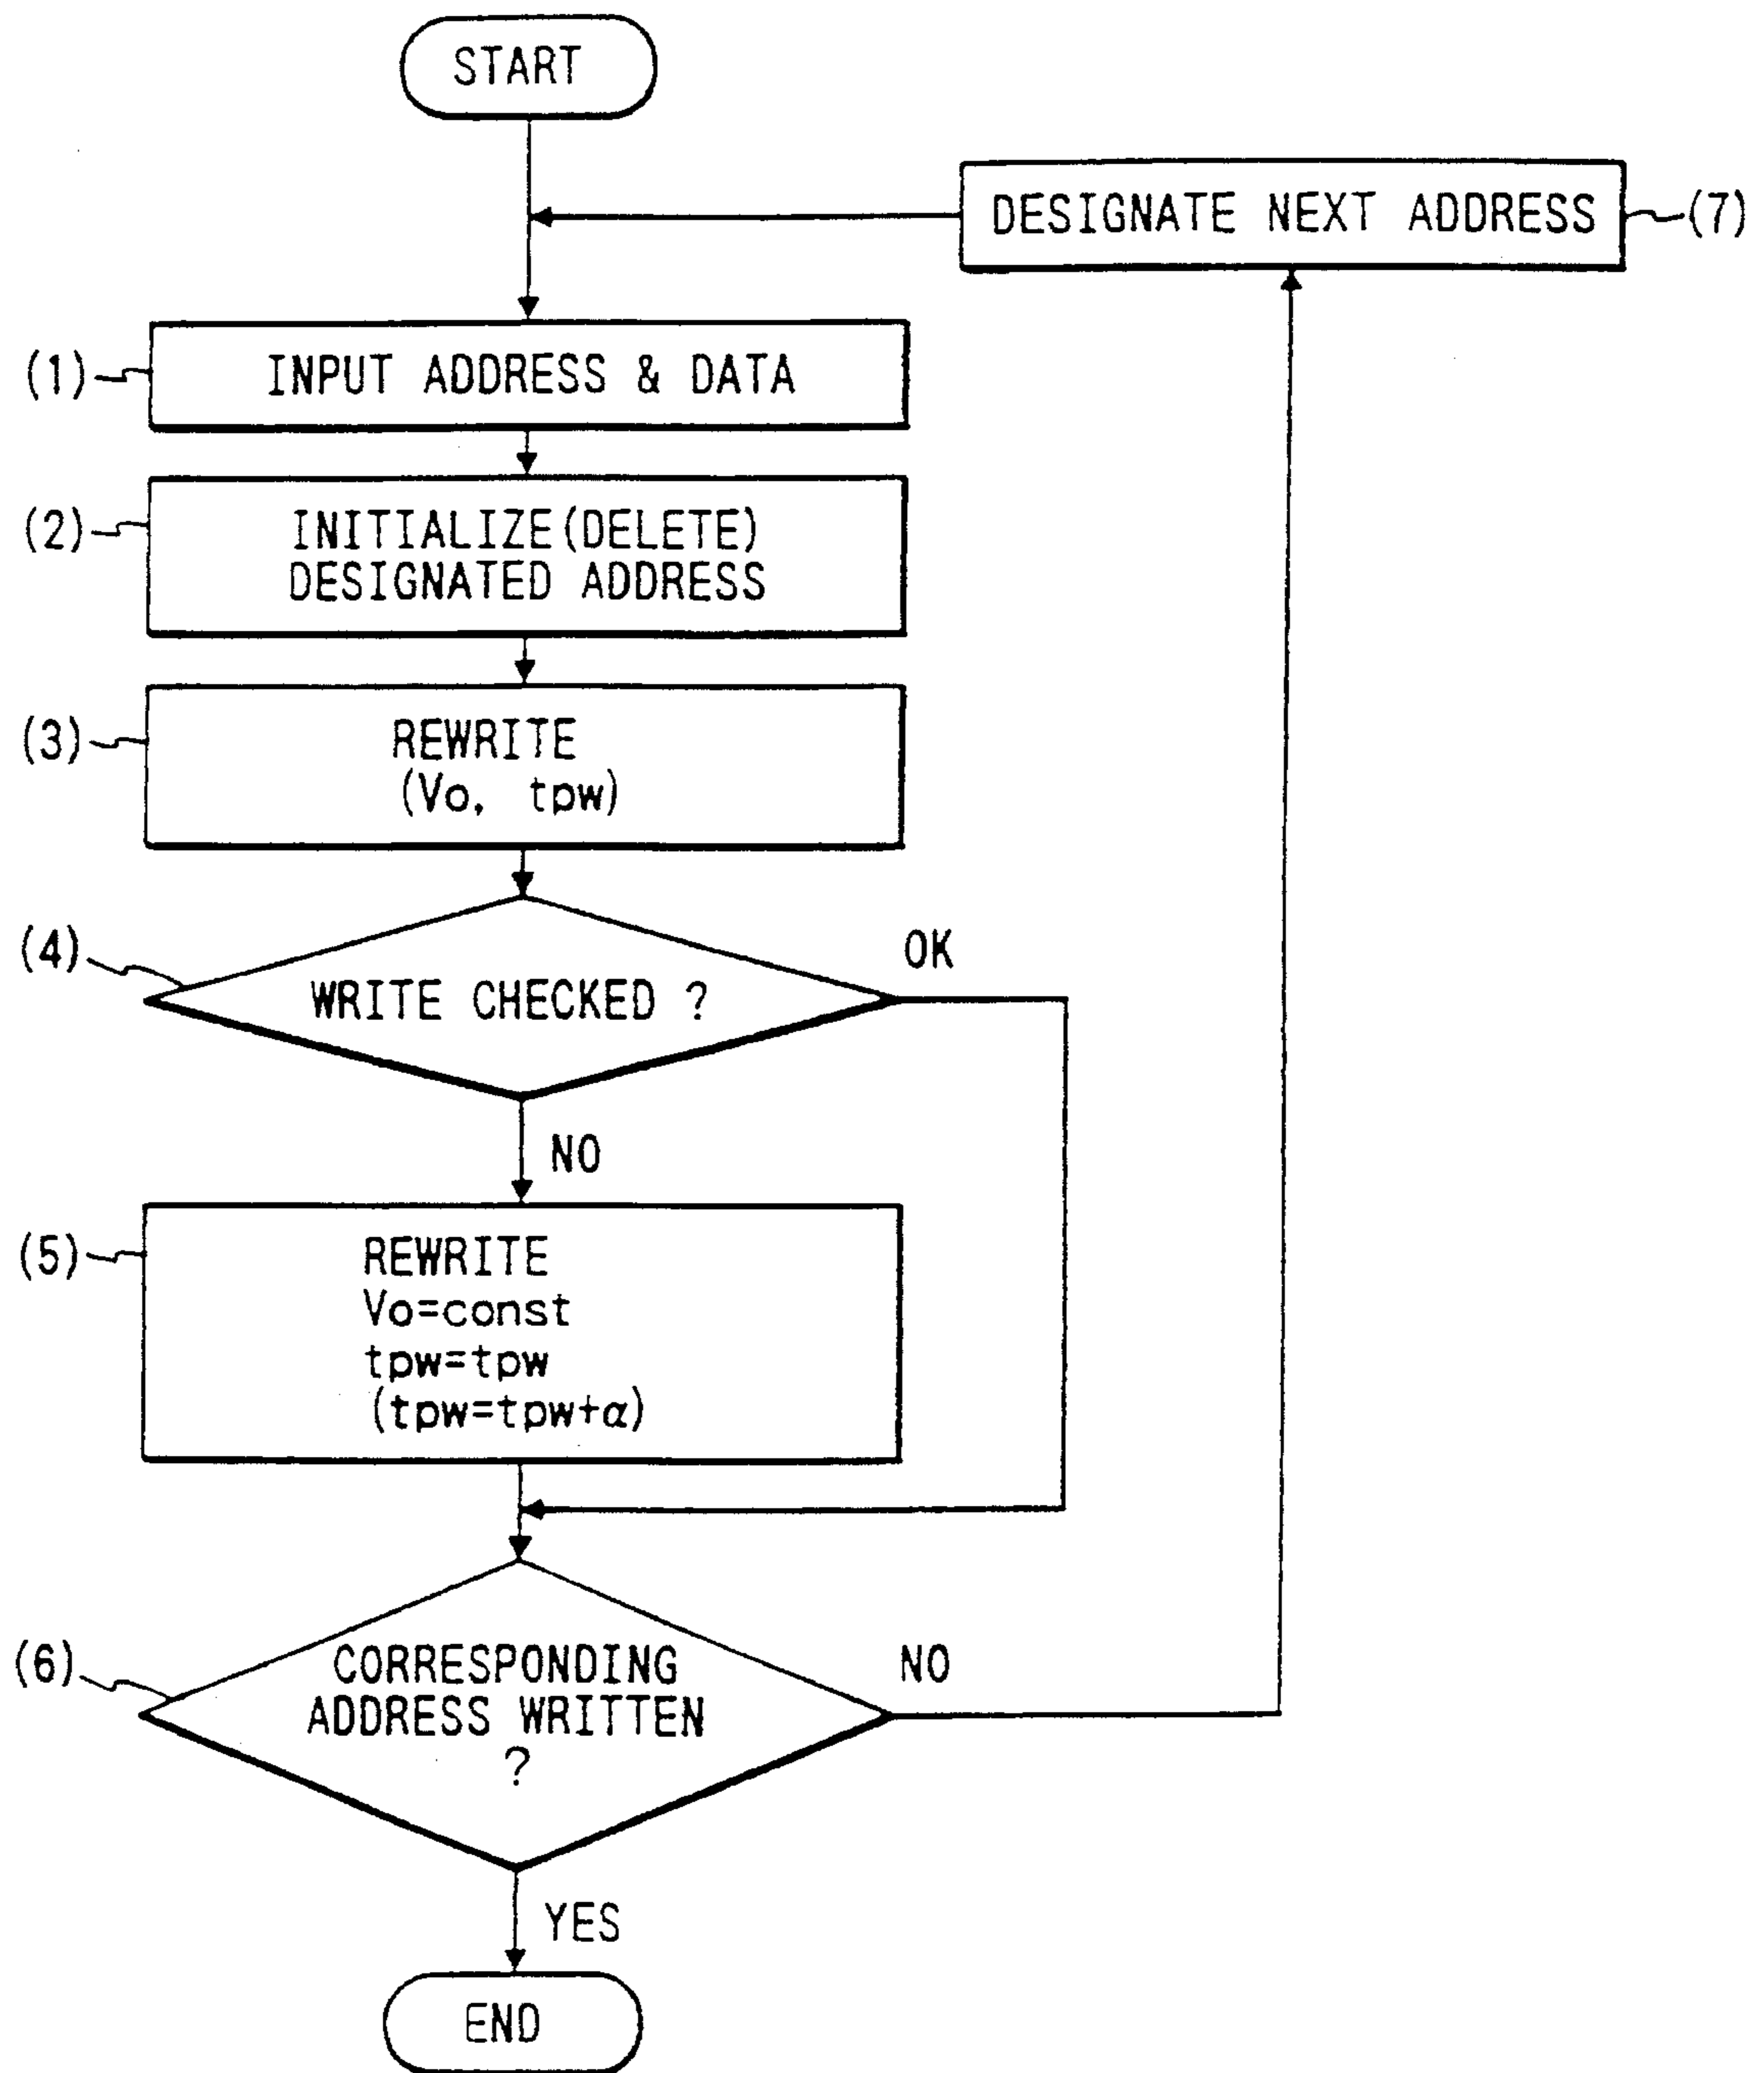 START
DESIGNATE NEXT ADDRESS
(7)
(1)
INPUT ADDRESS & DATA
(2)
INITIALIZE(DELETE)
DESIGNATED ADDRESS
(3)
REWRITE
(Vo, tpw)
(4)
OK
WRITE CHECKED ?
NO
(5)
REWRITE
Vo=const
tpw=tpw
(tpw=tpw+α)
(6)
CORRESPONDING
ADDRESS WRITTEN
?
NO
YES
END